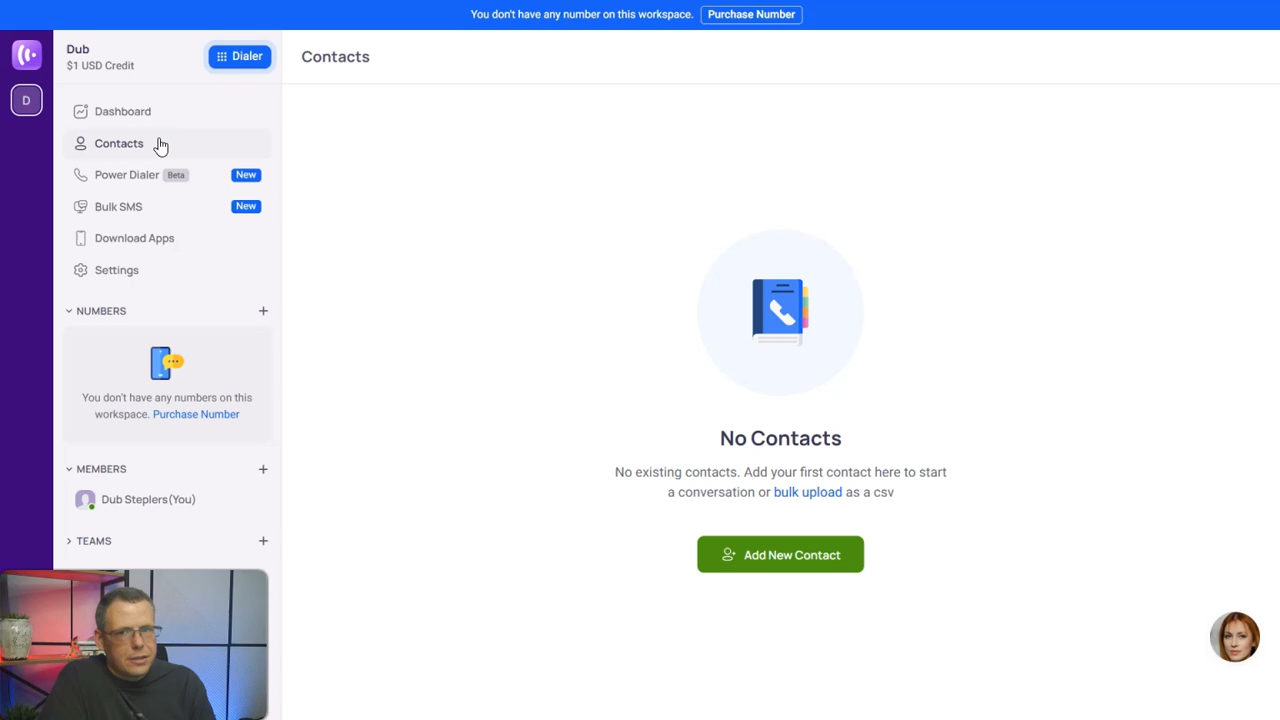 You don't have any number on this workspace. Purchase Number
Dub
$1 USD Credit
Dialer
Contacts
D
Dashboard
Contacts
Power Dialer Beta New
Bulk SMS New
Download Apps
Settings
NUMBERS
You don't have any numbers on this
workspace. Purchase Number
MEMBERS
Dub Steplers(You)
TEAMS
No Contacts
No existing contacts. Add your first contact here to start
a conversation or bulk upload as a csv
Add New Contact